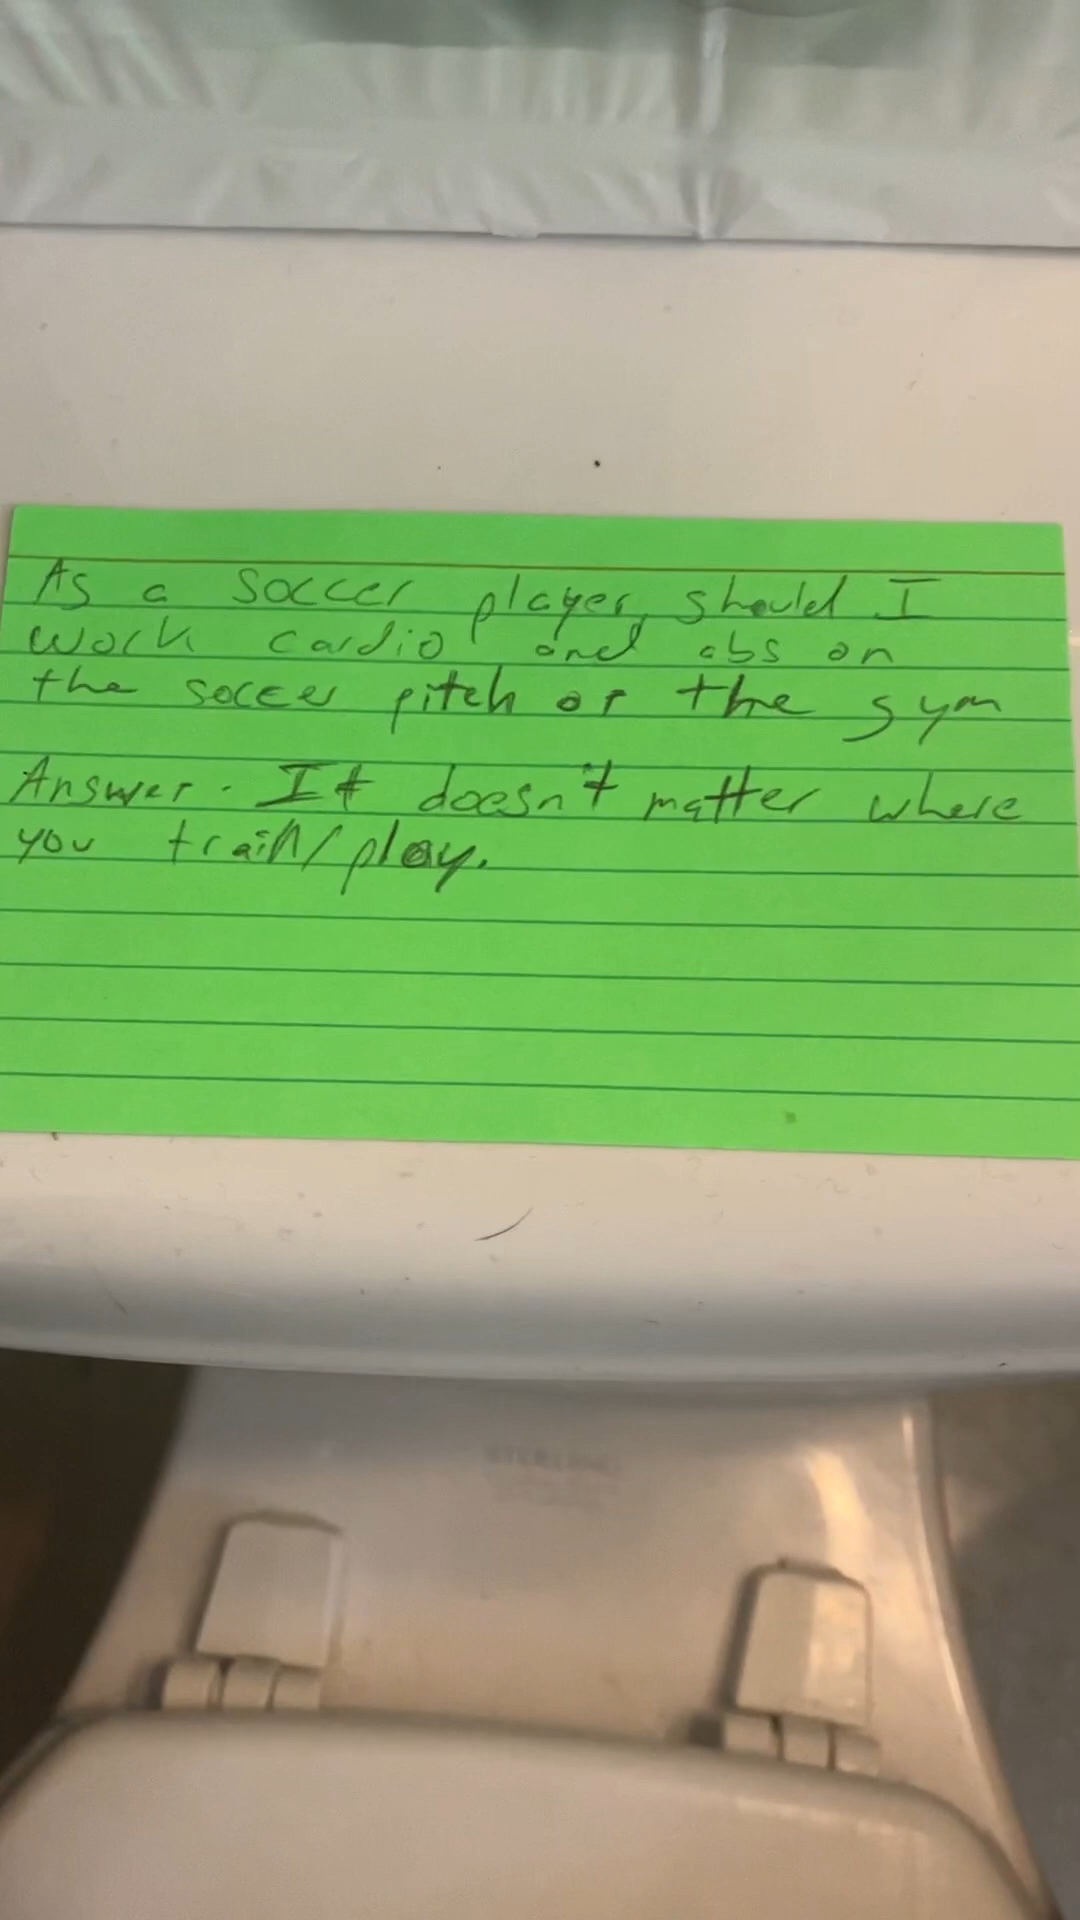 As a soccer player, should I
work cardio and abs on
the soccer pitch or the gym
Answer. It doesn't matter where
you train/play.